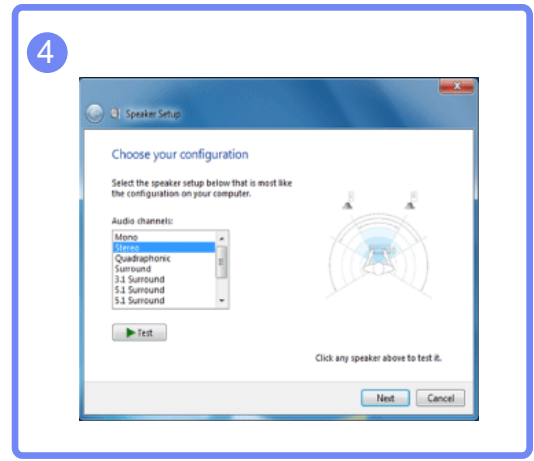 4
Speaker Setup
Choose your configuration
Select the speaker setup below that is most like
the configuration on your computer.
Audio channels:
Mono
Stereo
Quadraphonic
Surround
3.1 Surround
5.1 Surround
5.1 Surround
Test
Click any speaker above to test it.
Next
Cancel